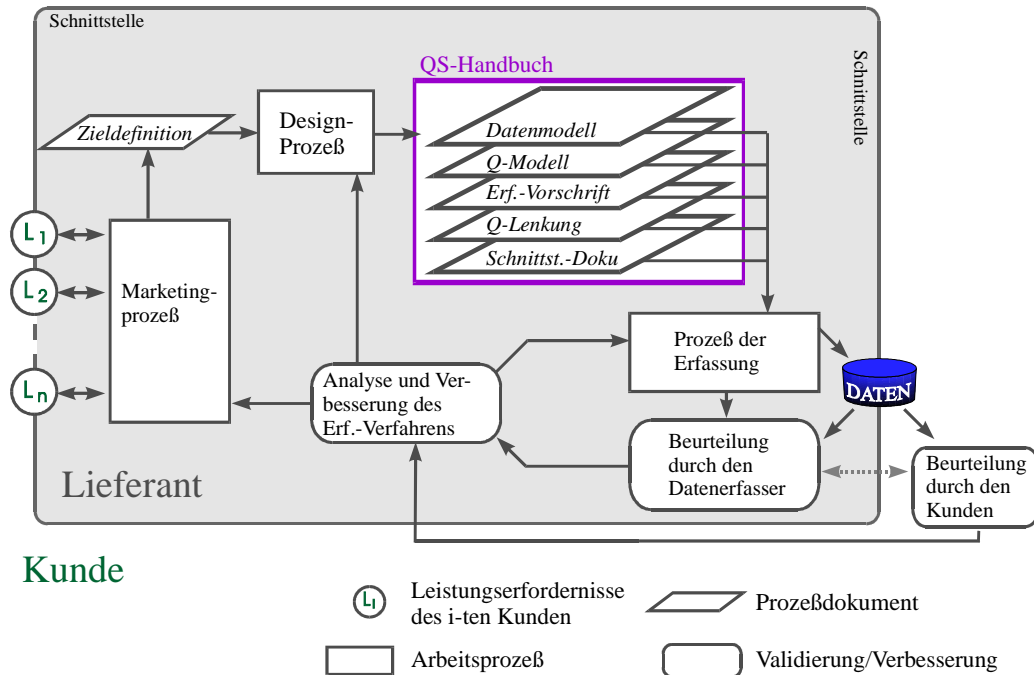 Schnittstelle
Schnittstelle
QS-Handbuch
Zieldefinition
Design-
Prozeß
Datenmodell
Q-Modell
Erf.-Vorschrift
Q-Lenkung
Schnittst.-Doku
L1
L2
Ln
Marketing-
prozeß
Analyse und Ver-
besserung des
Erf.-Verfahrens
Prozeß der
Erfassung
DATEN
Beurteilung
durch den
Datenerfasser
Beurteilung
durch den
Kunden
Lieferant
Kunde
LI
Leistungserfordernisse
des i-ten Kunden
Prozeßdokument
Arbeitsprozeß
Validierung/Verbesserung